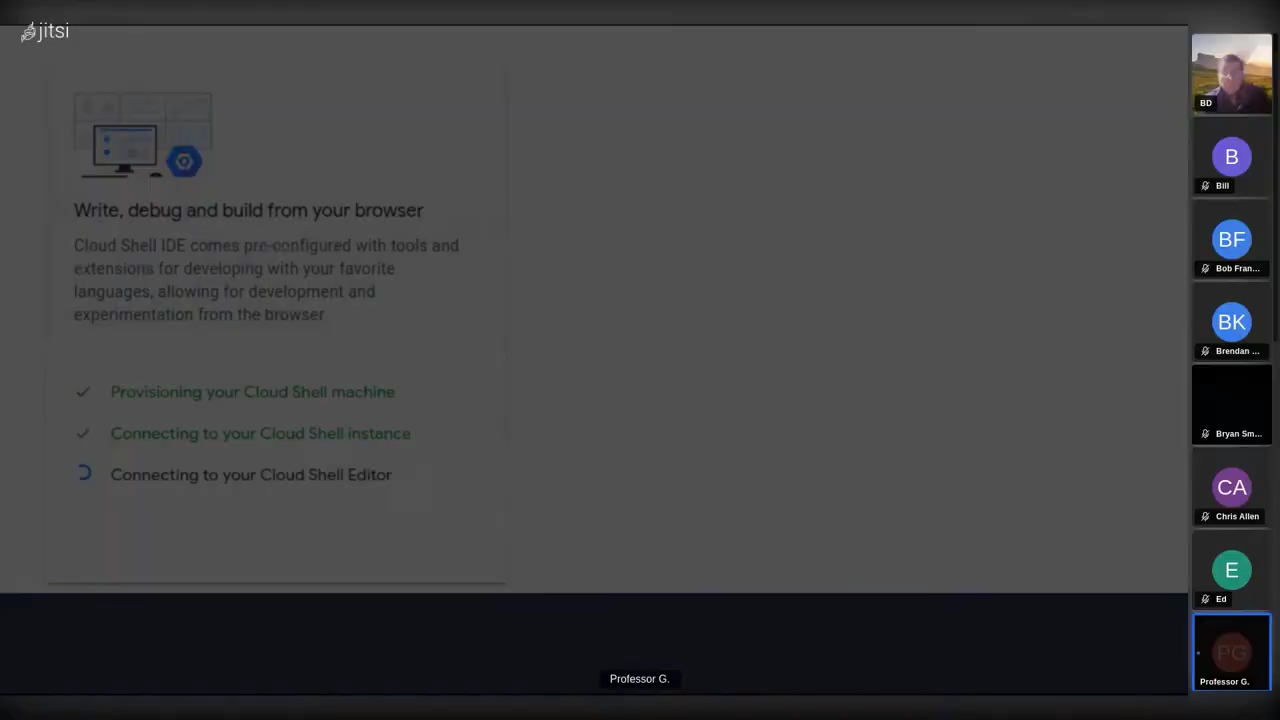 jitsi
Write, debug and build from your browser
Cloud Shell IDE comes pre-configured with tools and
extensions for developing with your favorite
languages, allowing for development and
experimentation from the browser
Provisioning your Cloud Shell machine
Connecting to your Cloud Shell instance
Connecting to your Cloud Shell Editor
Professor G.
BD
B
Bill
BF
Bob Fran...
BK
Brendan ...
Bryan Sm...
CA
Chris Allen
E
Ed
PG
Professor G.